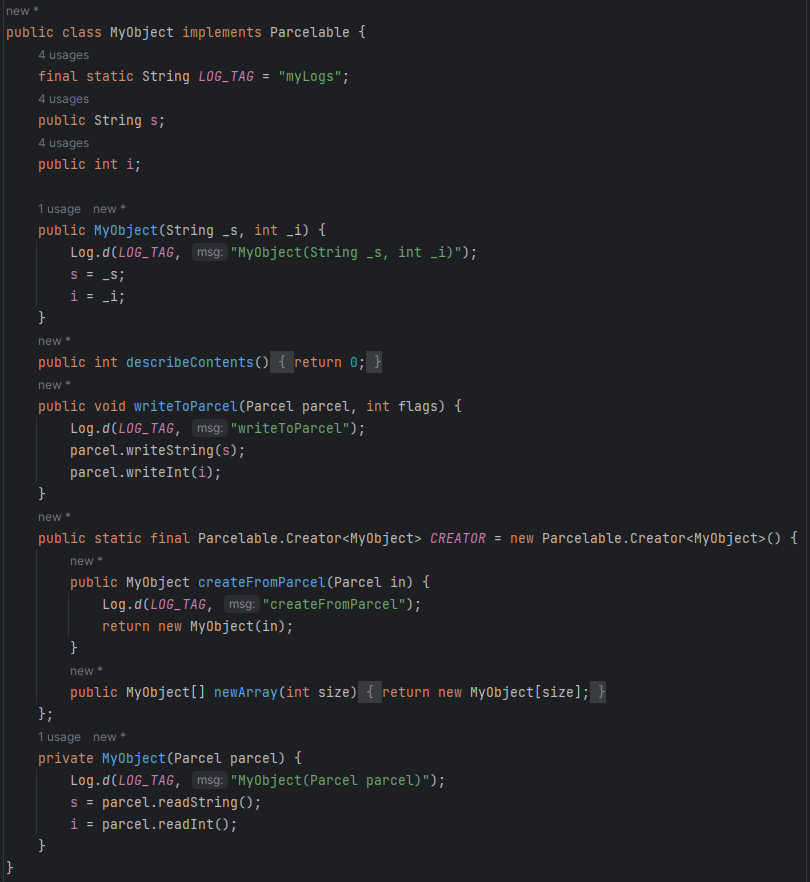 new *
public class MyObject implements Parcelable {
4 usages
final static String LOG_TAG = "myLogs";
4 usages
public String s;
4 usages
public int i;
1 usage new *
public MyObject(String _s, int _i) {
Log.d(LOG_TAG, msg: "MyObject(String _s, int _i)");
s = _s;
i = _i;
}
new *
public int describeContents() { return 0; }
new *
public void writeToParcel(Parcel parcel, int flags) {
Log.d(LOG_TAG, msg: "writeToParcel");
parcel.writeString(s);
parcel.writeInt(i);
}
new *
public static final Parcelable.Creator<MyObject> CREATOR = new Parcelable.Creator<MyObject>() {
new *
public MyObject createFromParcel(Parcel in) {
Log.d(LOG_TAG, msg: "createFromParcel");
return new MyObject(in);
}
new *
public MyObject[] newArray(int size) { return new MyObject[size]; }
};
1 usage new *
private MyObject(Parcel parcel) {
Log.d(LOG_TAG, msg: "MyObject(Parcel parcel)");
s = parcel.readString();
i = parcel.readInt();
}
}